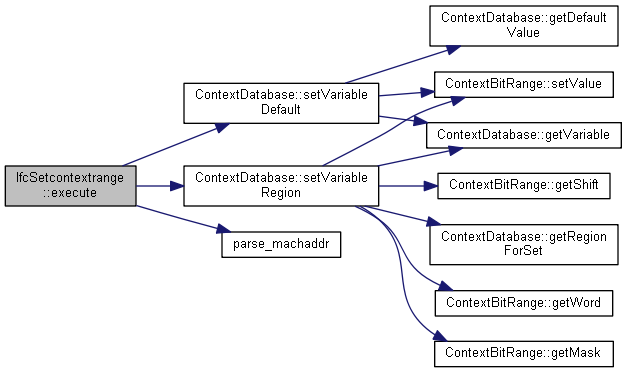 IfcSetcontextrange
::execute
ContextDatabase::setVariable
Default
ContextDatabase::setVariable
Region
parse_machaddr
ContextDatabase::getDefault
Value
ContextBitRange::setValue
ContextDatabase::getVariable
ContextBitRange::getShift
ContextDatabase::getRegion
ForSet
ContextBitRange::getWord
ContextBitRange::getMask